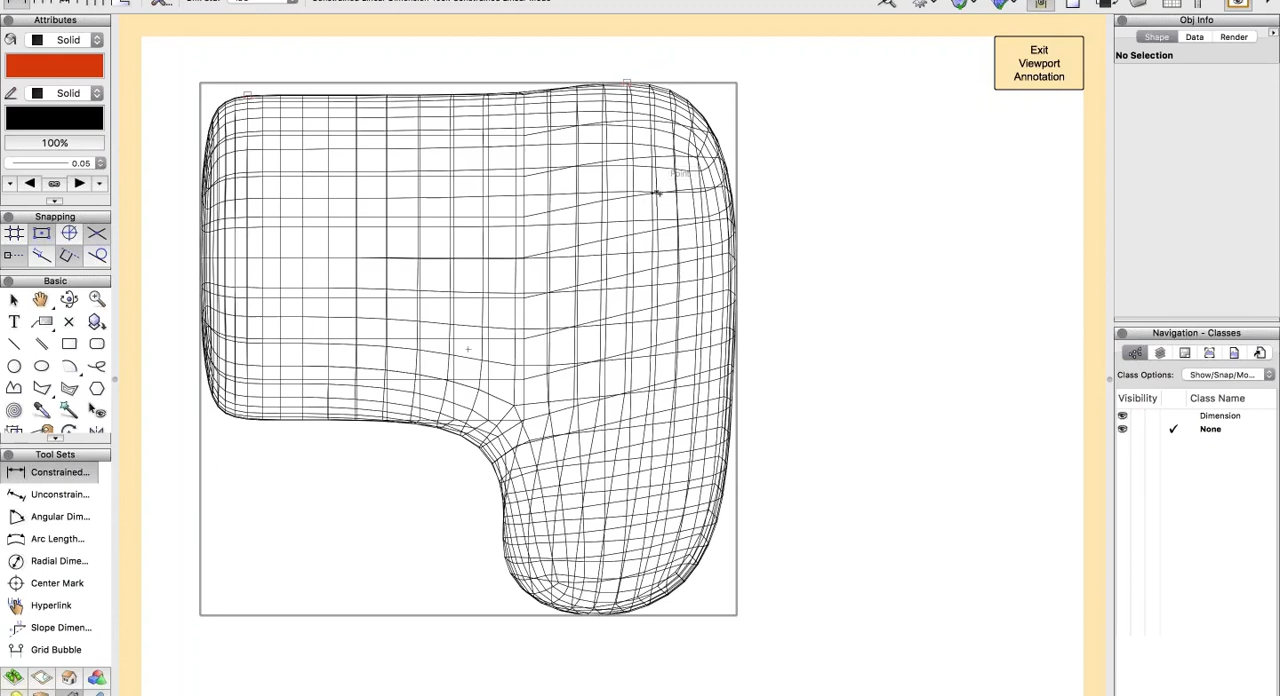 Attributes
Obj Info
Solid
Shape
Data
Render
No Selection
Exit
Viewport
Annotation
Solid
100%
0.05
Point
Snapping
Basic
Navigation - Classes
Class Options:
Show/Snap/Mo...
Visibility
Class Name
Dimension
None
Tool Sets
Constrained...
Unconstrain...
Angular Dim...
Arc Length...
Radial Dime...
Center Mark
Hyperlink
Slope Dimen...
Grid Bubble